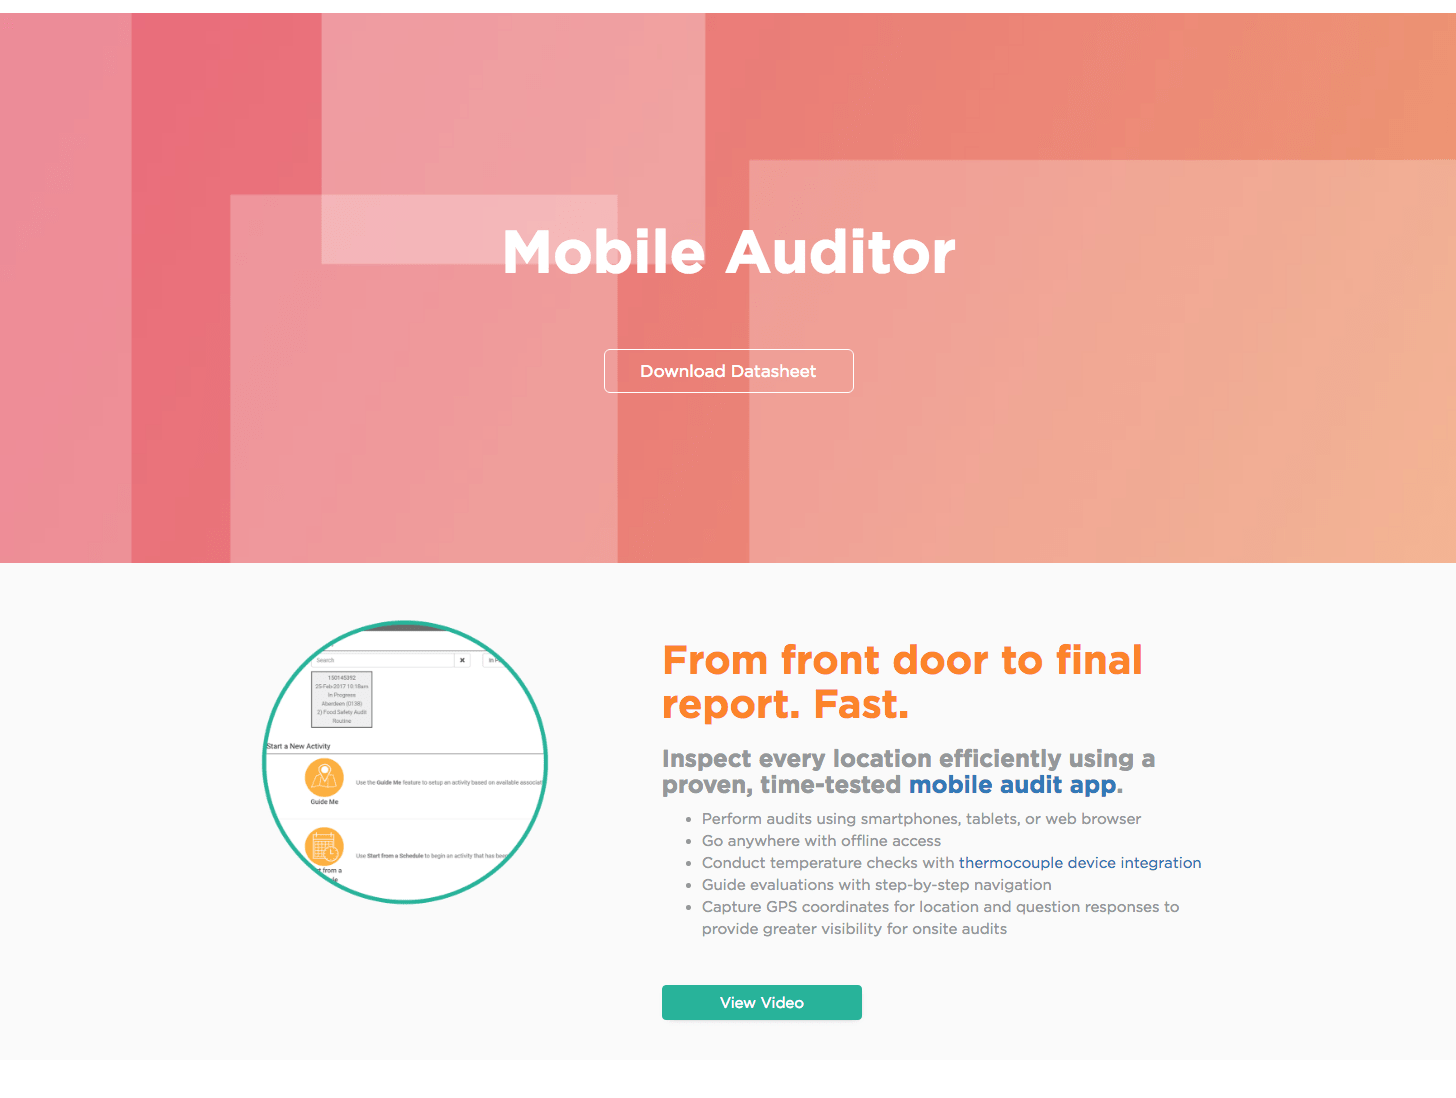 Mobile Auditor
Download Datasheet
Search
In P
150145392
25-Feb-2017 10:18am
In Progress
Aberdeen (0138)
2) Food Safety Audit
Routine
Start a New Activity
Use the Guide Me feature to setup an activity based on available associat
Guide Me
Use Start from a Schedule to begin an activity that has been
t from a
From front door to final
report. Fast.
Inspect every location efficiently using a
proven, time-tested mobile audit app.
• Perform audits using smartphones, tablets, or web browser
• Go anywhere with offline access
• Conduct temperature checks with thermocouple device integration
• Guide evaluations with step-by-step navigation
• Capture GPS coordinates for location and question responses to
provide greater visibility for onsite audits
View Video